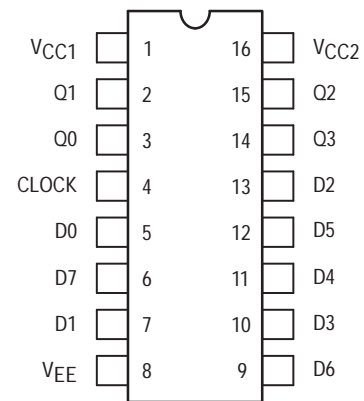 VCC1 1 16 VCC2
Q1 2 15 Q2
Q0 3 14 Q3
CLOCK 4 13 D2
D0 5 12 D5
D7 6 11 D4
D1 7 10 D3
VEE 8 9 D6